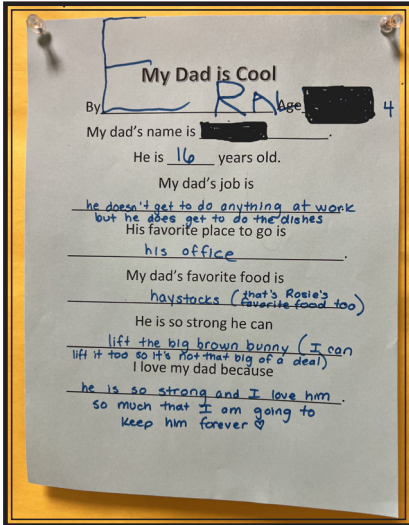 My Dad is Cool
By E RAL Age 4
My dad's name is .
He is 16 years old.
My dad's job is
he doesn't get to do anything at work
but he does get to do the dishes
His favorite place to go is
his office .
My dad's favorite food is
haystacks (that's Rosie's
favorite food too)
He is so strong he can
lift the big brown bunny (I can
lift it too so it's not that big of a deal)
I love my dad because
he is so strong and I love him .
so much that I am going to
keep him forever ♡